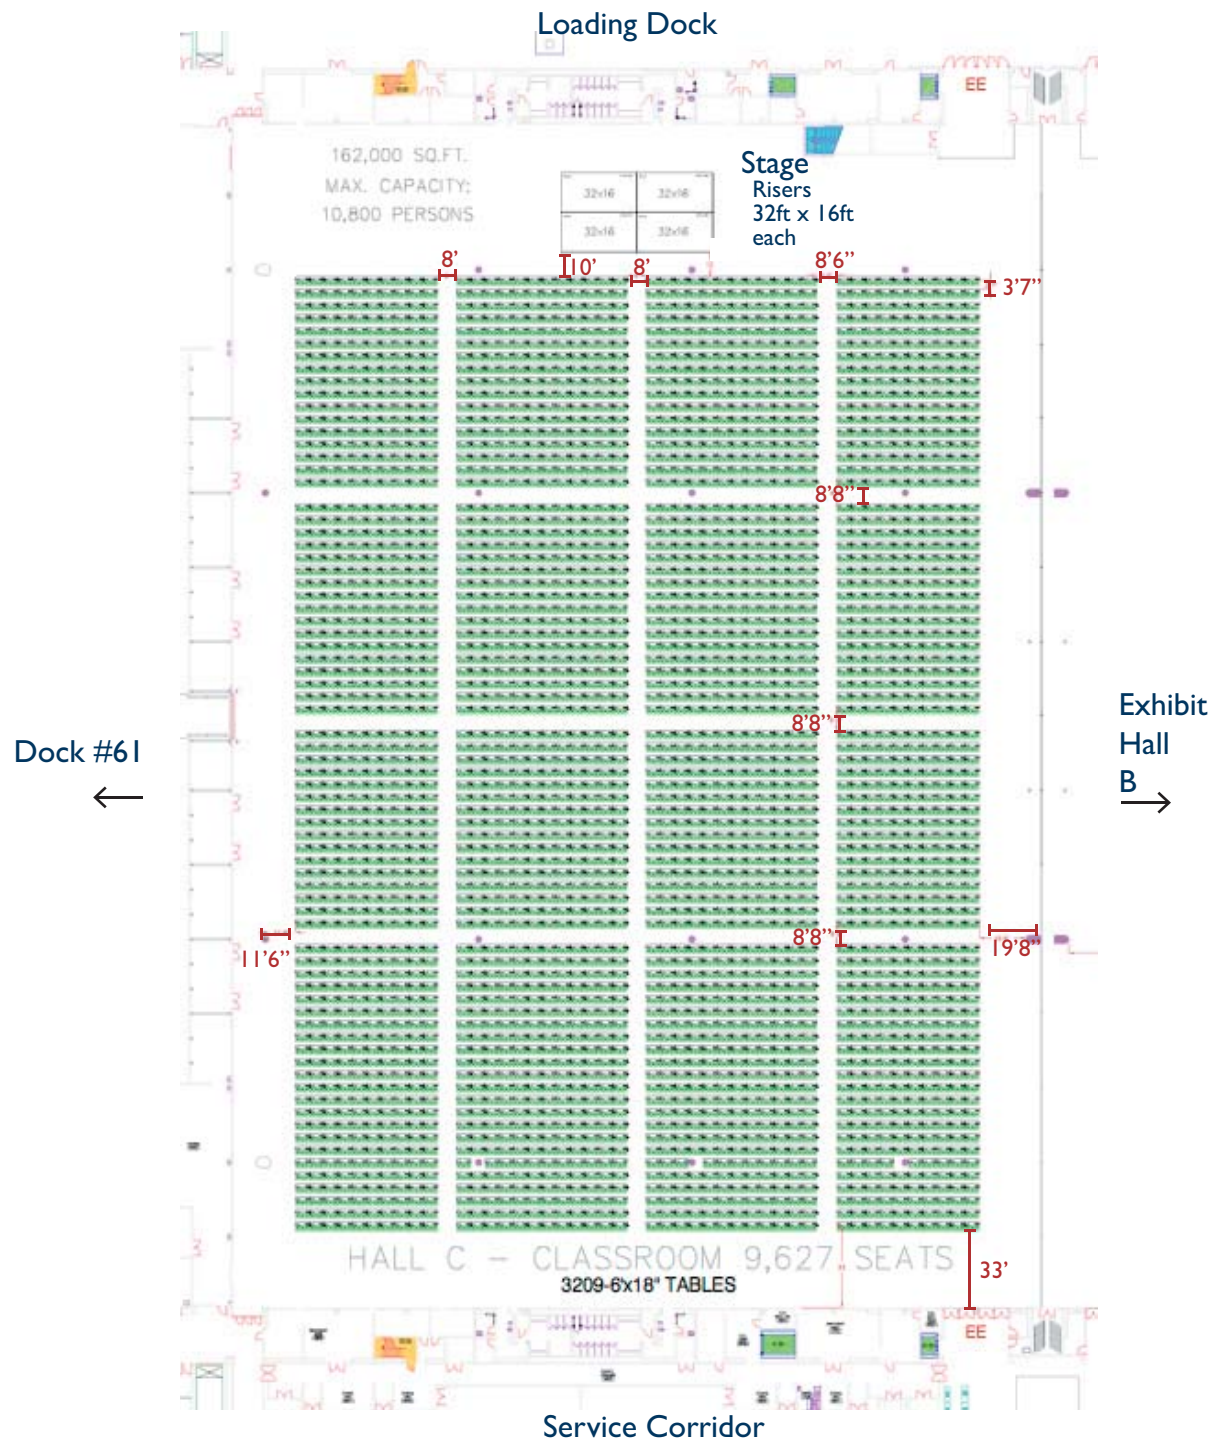 Loading Dock
EE
162,000 SQ.FT.
MAX. CAPACITY:
10,800 PERSONS
Stage
Risers
32ft x 16ft
each
32x16
32x16
32x16
32x16
8'
10'
8'
8'6"
3'7"
8'8"
8'8"
Dock #61
Exhibit
Hall
B
8'8"
11'6"
19'8"
HALL C - CLASSROOM 9,627 SEATS
3209-6'x18" TABLES
33'
EE
Service Corridor